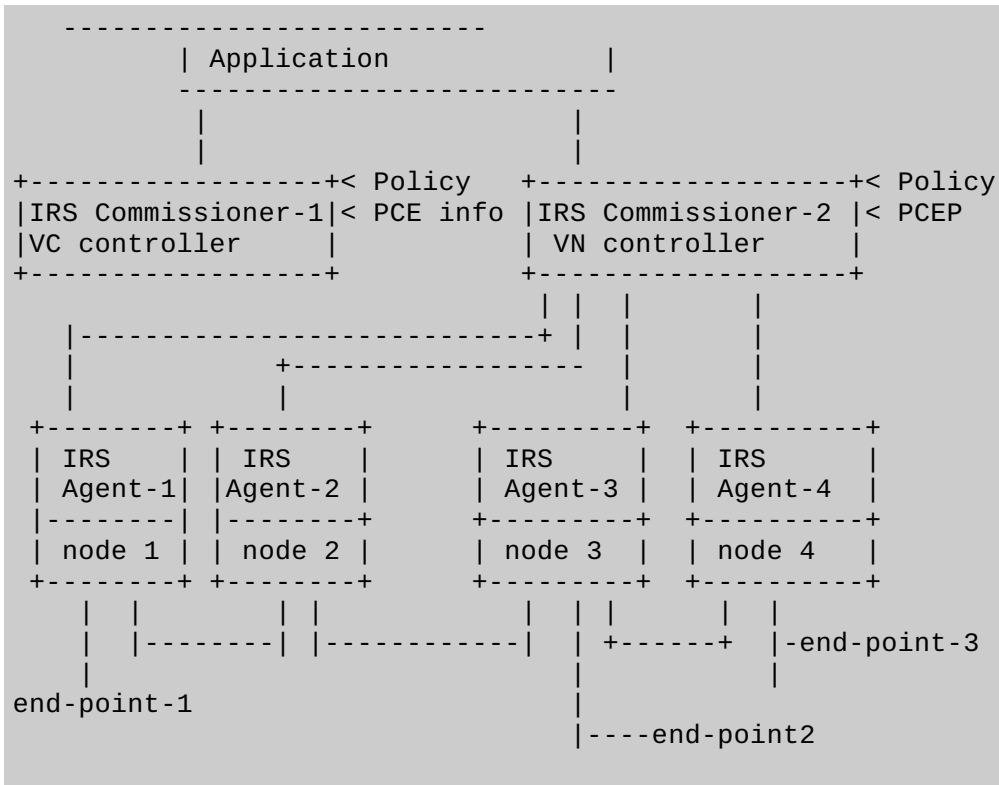 Application
+------------------+< Policy +-------------------+< Policy
|IRS Commissioner-1|< PCE info |IRS Commissioner-2 |< PCEP
|VC controller | | VN controller |
| IRS | | IRS | | IRS | | IRS |
| Agent-1| |Agent-2 | | Agent-3 | | Agent-4 |
| node 1 | | node 2 | | node 3 | | node 4 |
|-end-point-3
end-point-1
|----end-point2